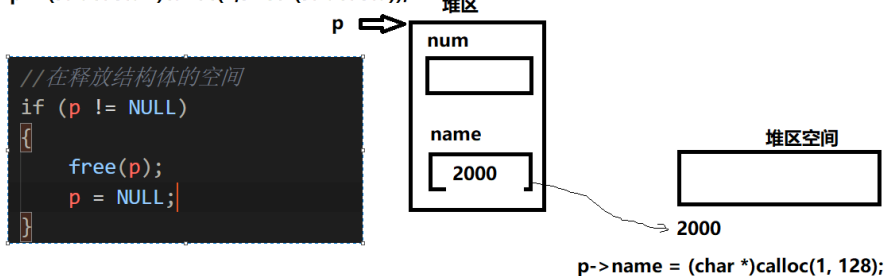 堆区
p
num
//在释放结构体的空间
if (p != NULL)
{
free(p);
p = NULL;
}
name
2000
堆区空间
2000
p->name = (char *)calloc(1, 128);